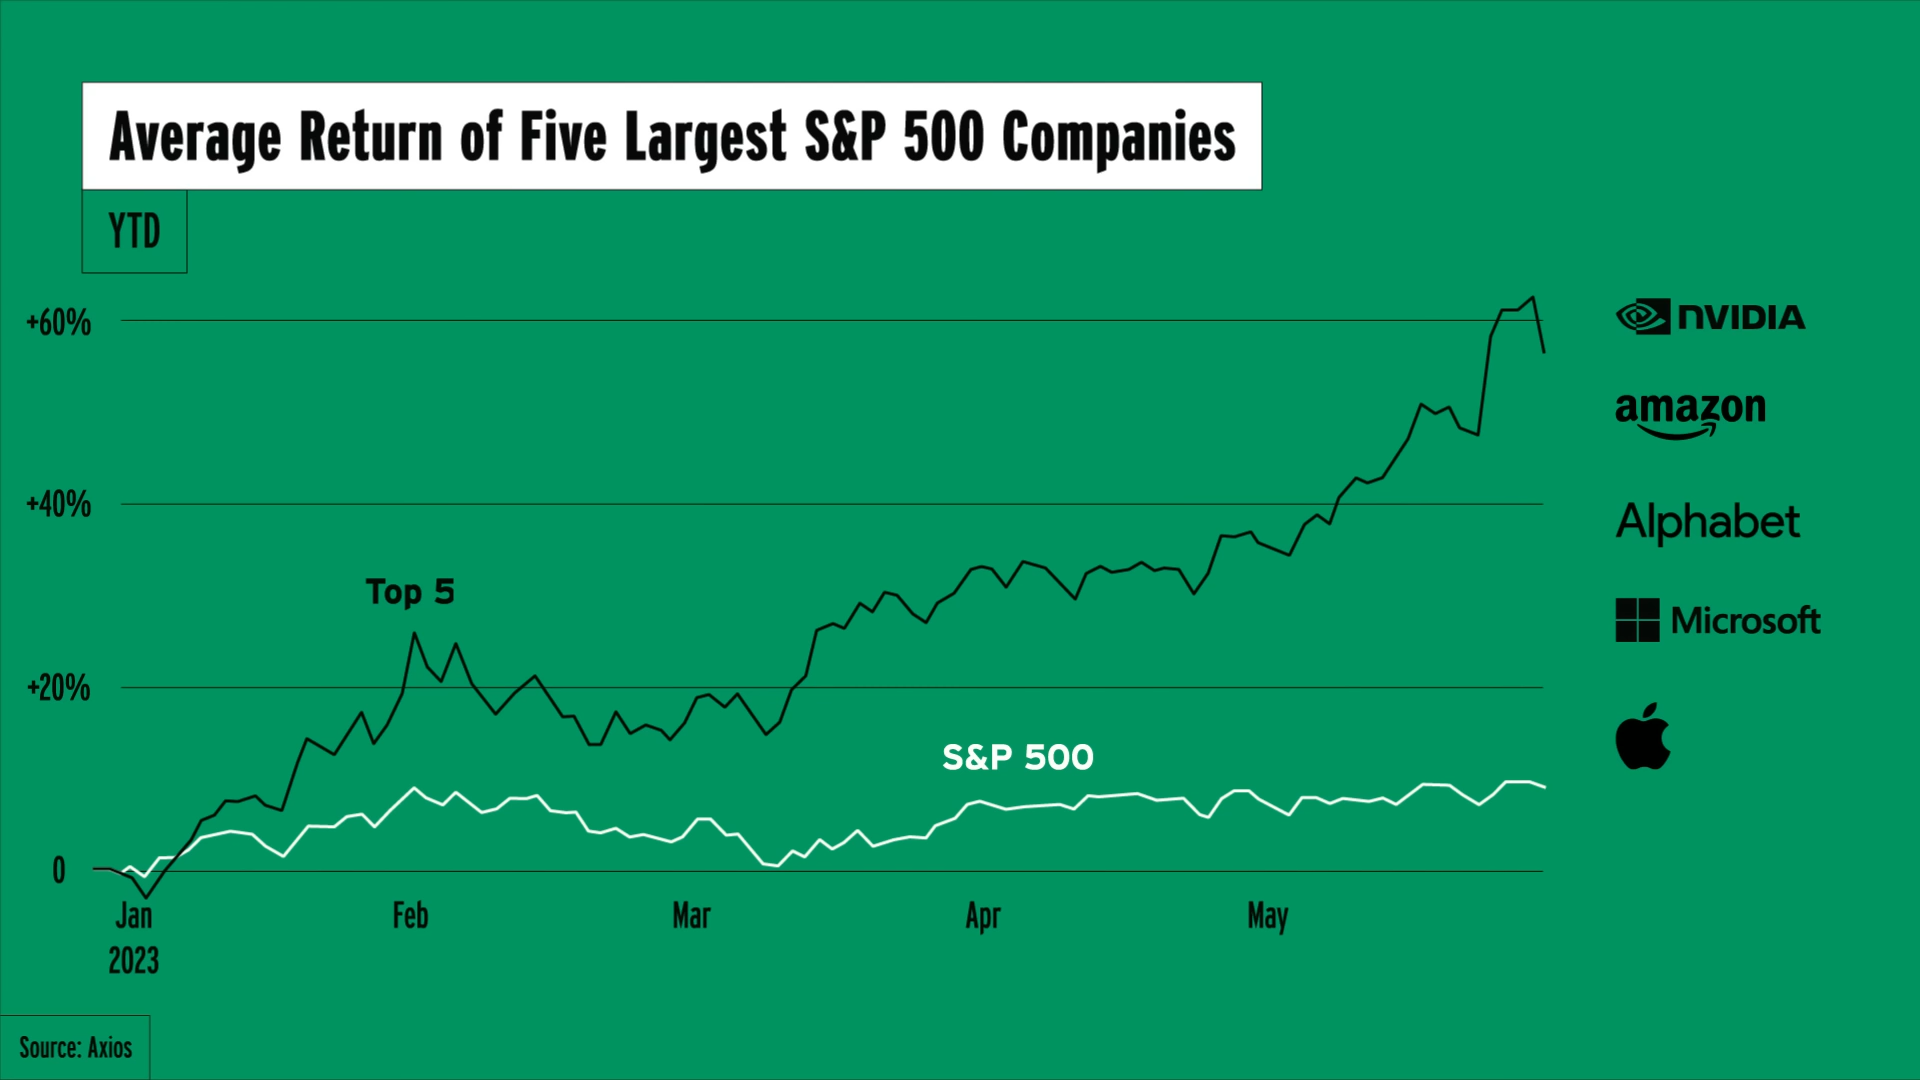 Average Return of Five Largest S&P 500 Companies
YTD
+60%
+40%
+20%
0
Top 5
S&P 500
Jan
2023
Feb
Mar
Apr
May
NVIDIA
amazon
Alphabet
Microsoft
Source: Axios